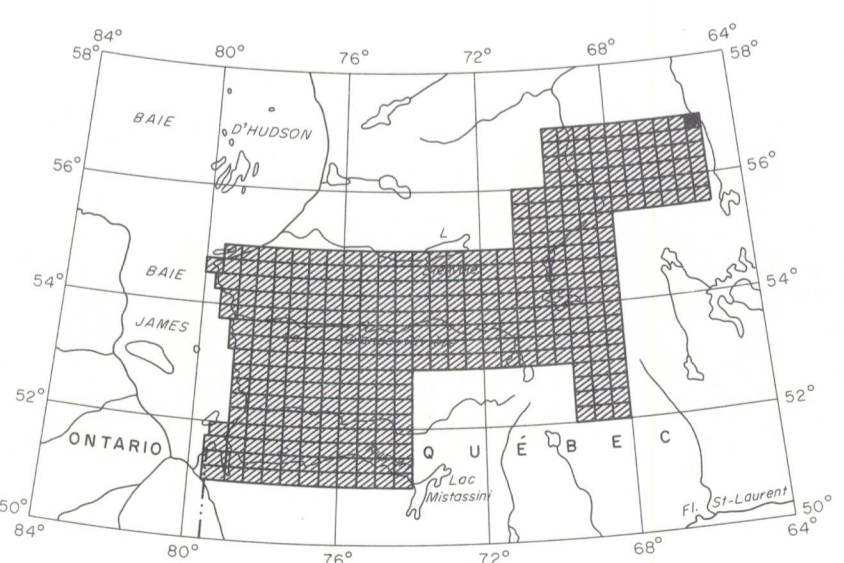 84° 80° 76° 72° 68° 64°
58° 58°
BAIE
D'HUDSON
56° 56°
L
BAIE
54° 54°
JAMES
52° 52°
ONTARIO
QUÉBEC
Lac
Mistassini
Fl. St-Laurent
50° 50°
84° 80° 76° 72° 68° 64°